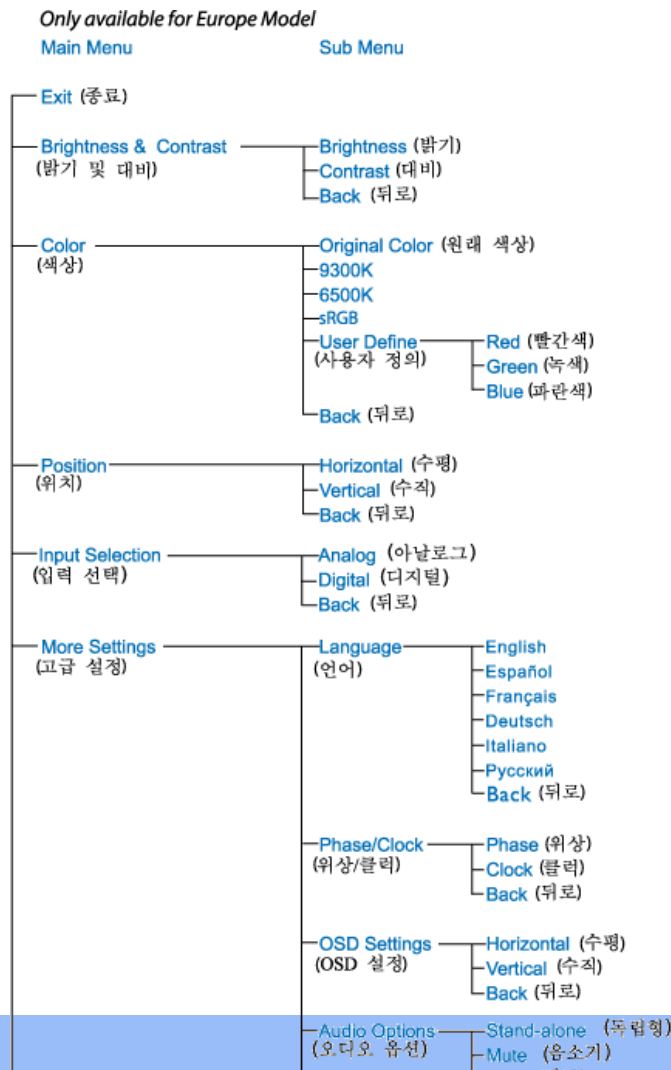 Only available for Europe Model
Main Menu Sub Menu
Exit (종료)
Brightness & Contrast Brightness (밝기)
(밝기 및 대비) Contrast (대비)
Back (뒤로)
Color Original Color (원래 색상)
(색상) 9300K
6500K
sRGB
User Define Red (빨간색)
(사용자 정의) Green (녹색)
Blue (파란색)
Back (뒤로)
Position Horizontal (수평)
(위치) Vertical (수직)
Back (뒤로)
Input Selection Analog (아날로그)
(입력 선택) Digital (디지털)
Back (뒤로)
More Settings Language English
(고급 설정) (언어) Español
Français
Deutsch
Italiano
Русский
Back (뒤로)
Phase/Clock Phase (위상)
(위상/클럭) Clock (클럭)
Back (뒤로)
OSD Settings Horizontal (수평)
(OSD 설정) Vertical (수직)
Back (뒤로)
Audio Options Stand-alone (독립형)
(오디오 옵션) Mute (음소기)